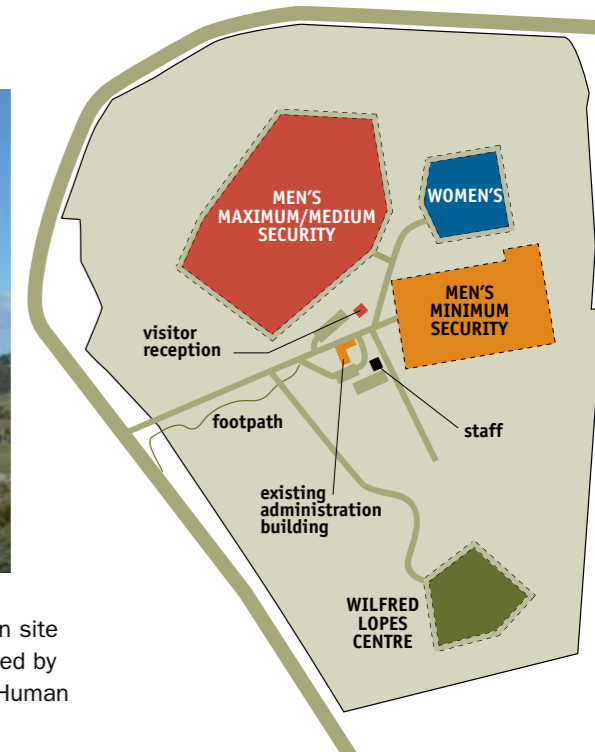 MEN'S
MAXIMUM/MEDIUM
SECURITY
WOMEN'S
MEN'S
MINIMUM
SECURITY
visitor
reception
footpath
staff
existing
administration
building
WILFRED
LOPES
CENTRE
n site
ed by
Human